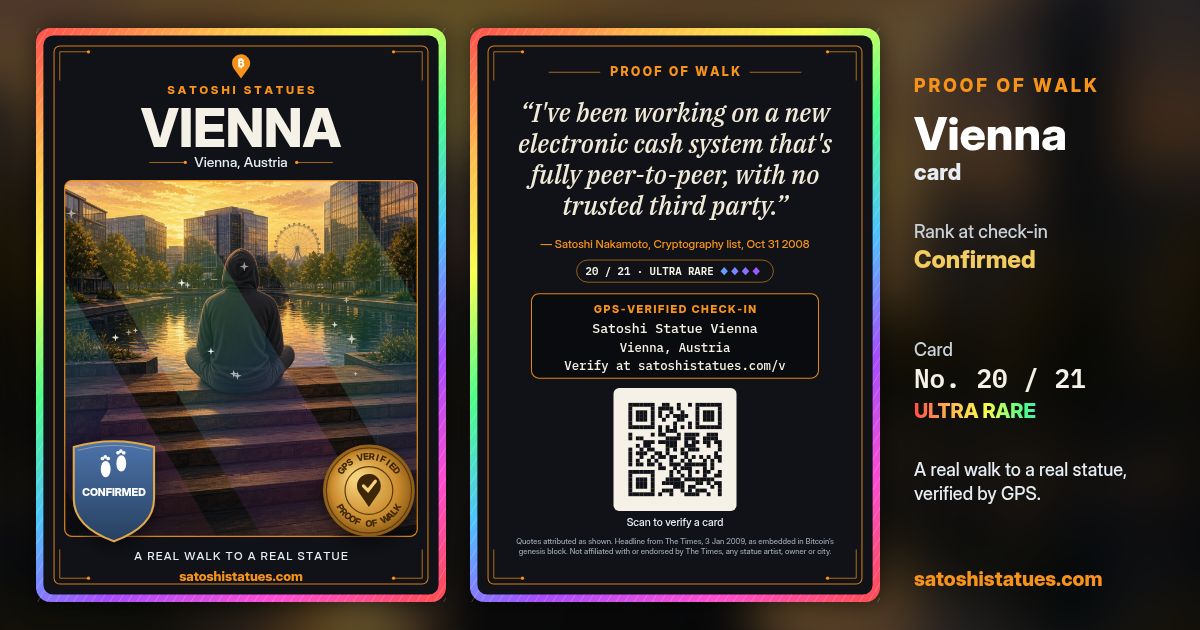 SATOSHI STATUES
VIENNA
Vienna, Austria
CONFIRMED
GPS VERIFIED
PROOF OF WALK
A REAL WALK TO A REAL STATUE
satoshistatues.com
PROOF OF WALK
“I've been working on a new
electronic cash system that's
fully peer-to-peer, with no
trusted third party.”
— Satoshi Nakamoto, Cryptography list, Oct 31 2008
20 / 21 · ULTRA RARE
GPS-VERIFIED CHECK-IN
Satoshi Statue Vienna
Vienna, Austria
Verify at satoshistatues.com/v
Scan to verify a card
Quotes attributed as shown. Headline from The Times, 3 Jan 2009, as embedded in Bitcoin's
genesis block. Not affiliated with or endorsed by The Times, any statue artist, owner or city.
PROOF OF WALK
Vienna
card
Rank at check-in
Confirmed
Card
No. 20 / 21
ULTRA RARE
A real walk to a real statue,
verified by GPS.
satoshistatues.com